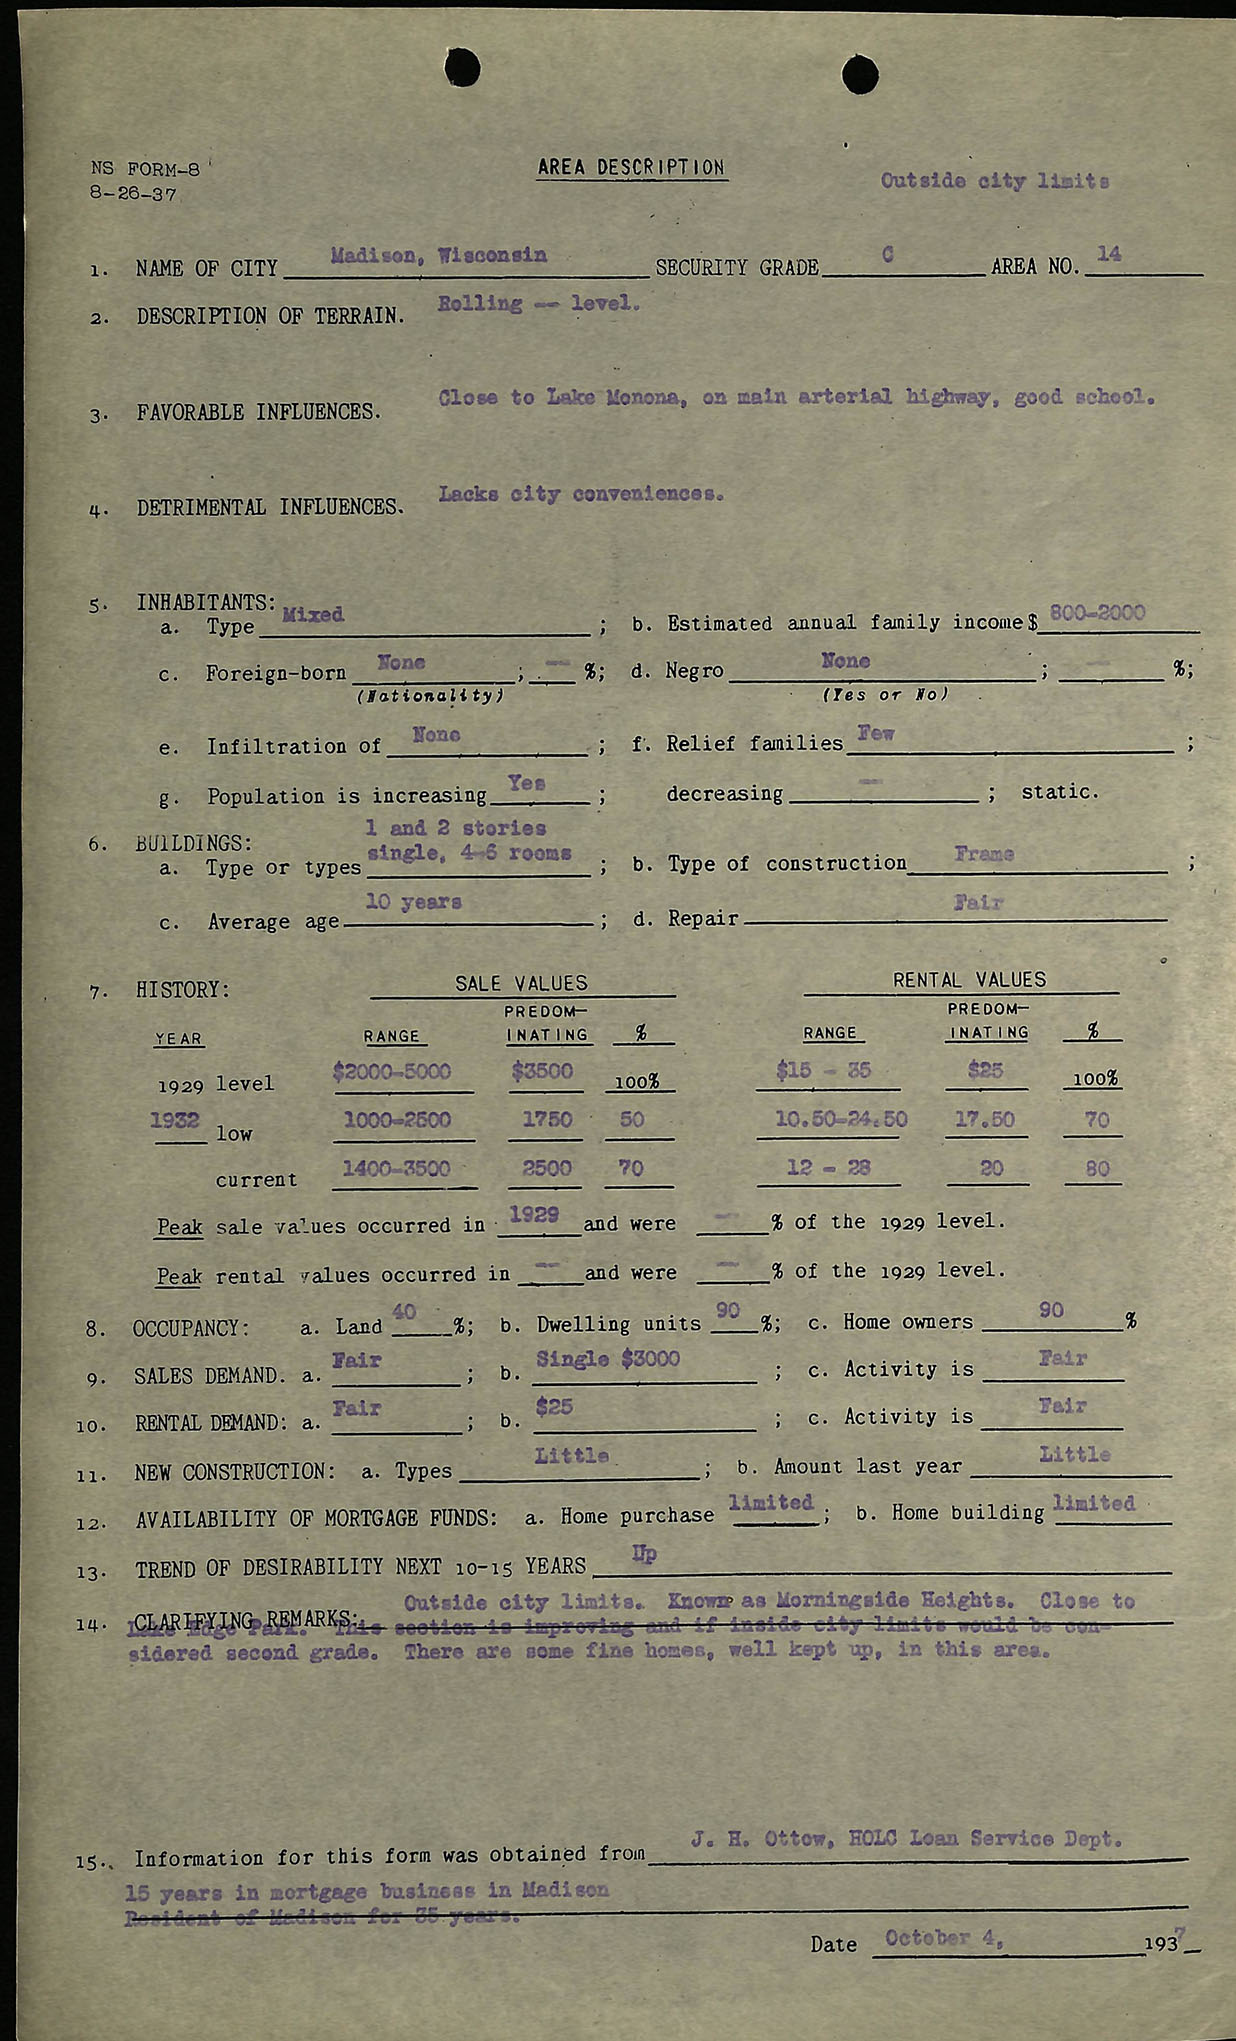 NS FORM-8
8-26-37
AREA DESCRIPTION
Outside city limits
1. NAME OF CITY Madison, Wisconsin SECURITY GRADE C AREA NO. 14
2. DESCRIPTION OF TERRAIN. Rolling -- level.
3. FAVORABLE INFLUENCES. Close to Lake Monona, on main arterial highway, good school.
4. DETRIMENTAL INFLUENCES. Lacks city conveniences.
5. INHABITANTS:
a. Type Mixed ; b. Estimated annual family income $ 800-2000
c. Foreign-born None ; — %; d. Negro None ; — %;
(Nationality) (Yes or No)
e. Infiltration of None ; f. Relief families Few ;
g. Population is increasing Yes ; decreasing — ; static.
6. BUILDINGS: 1 and 2 stories
a. Type or types single, 4-6 rooms ; b. Type of construction Frame ;
c. Average age 10 years ; d. Repair Fair
7. HISTORY: SALE VALUES RENTAL VALUES
PREDOM- PREDOM-
YEAR RANGE INATING % RANGE INATING %
1929 level $2000-5000 $3500 100% $15 - 35 $25 100%
1932 low 1000-2500 1750 50 10.50-24.50 17.50 70
current 1400-3500 2500 70 12 - 28 20 80
Peak sale values occurred in 1929 and were — % of the 1929 level.
Peak rental values occurred in — and were — % of the 1929 level.
8. OCCUPANCY: a. Land 40 %; b. Dwelling units 90 %; c. Home owners 90 %
9. SALES DEMAND. a. Fair ; b. Single $3000 ; c. Activity is Fair
10. RENTAL DEMAND: a. Fair ; b. $25 ; c. Activity is Fair
11. NEW CONSTRUCTION: a. Types Little ; b. Amount last year Little
12. AVAILABILITY OF MORTGAGE FUNDS: a. Home purchase limited ; b. Home building limited
13. TREND OF DESIRABILITY NEXT 10-15 YEARS Up
14. CLARIFYING REMARKS: Outside city limits. Known as Morningside Heights. Close to
Lake Edge Park. This section is improving and if inside city limits would be con-
sidered second grade. There are some fine homes, well kept up, in this area.
15. Information for this form was obtained from J. H. Ottow, HOLC Loan Service Dept.
15 years in mortgage business in Madison
Resident of Madison for 35 years.
Date October 4, 1937